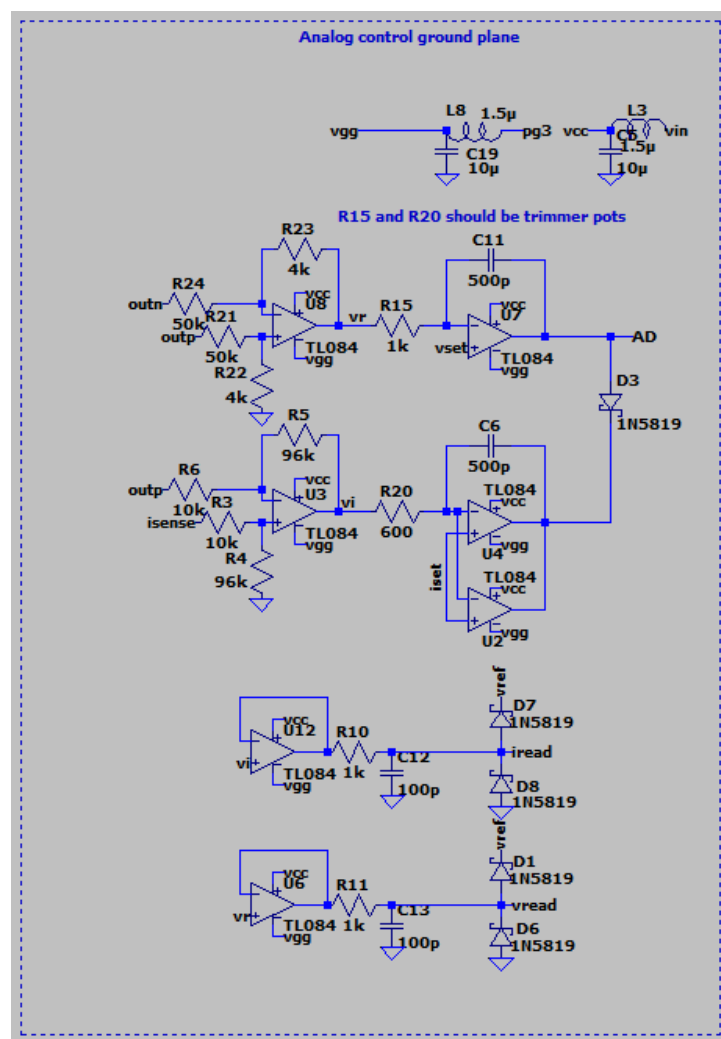 Analog control ground plane
L8
1.5µ
vgg
pg3
C19
10µ
L3
vcc
vin
C5
1.5µ
10µ
R15 and R20 should be trimmer pots
R23
4k
R24
outn
50k
R21
outp
50k
R22
4k
vcc
U8
TL084
vgg
vr
R15
1k
C11
500p
vcc
U7
vset
TL084
vgg
AD
D3
1N5819
R5
96k
R6
outp
10k
R3
isense
10k
R4
96k
vcc
U3
TL084
vgg
vi
R20
600
C6
500p
TL084
vcc
U4
vgg
iset
TL084
vcc
vgg
U2
vcc
U12
vi
TL084
vgg
R10
1k
C12
100p
vref
D7
1N5819
iread
D8
1N5819
vcc
U6
vr
TL084
vgg
R11
1k
C13
100p
vref
D1
1N5819
vread
D6
1N5819